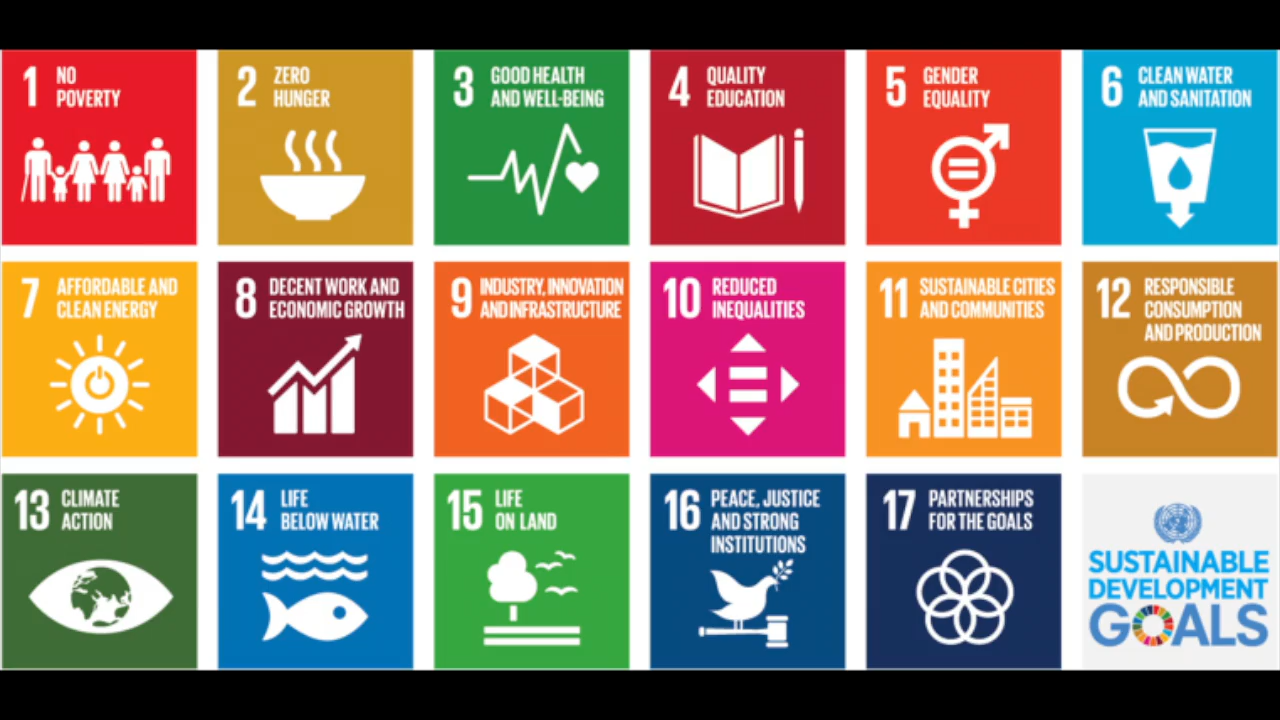 1 NO
POVERTY
2 ZERO
HUNGER
3 GOOD HEALTH
AND WELL-BEING
4 QUALITY
EDUCATION
5 GENDER
EQUALITY
6 CLEAN WATER
AND SANITATION
7 AFFORDABLE AND
CLEAN ENERGY
8 DECENT WORK AND
ECONOMIC GROWTH
9 INDUSTRY, INNOVATION
AND INFRASTRUCTURE
10 REDUCED
INEQUALITIES
11 SUSTAINABLE CITIES
AND COMMUNITIES
12 RESPONSIBLE
CONSUMPTION
AND PRODUCTION
13 CLIMATE
ACTION
14 LIFE
BELOW WATER
15 LIFE
ON LAND
16 PEACE, JUSTICE
AND STRONG
INSTITUTIONS
17 PARTNERSHIPS
FOR THE GOALS
SUSTAINABLE
DEVELOPMENT
GOALS